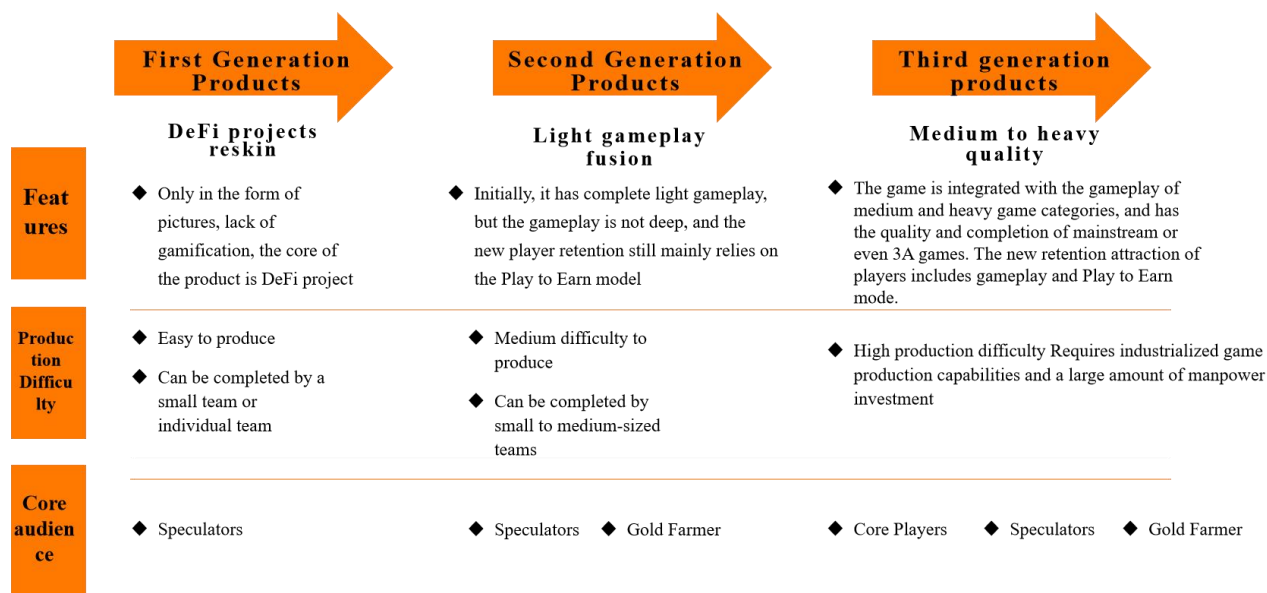 First Generation
Products
Second Generation
Products
Third generation
products
DeFi projects
reskin
Light gameplay
fusion
Medium to heavy
quality
Feat
ures
◆ Only in the form of
pictures, lack of
gamification, the core of
the product is DeFi project
◆ Initially, it has complete light gameplay,
but the gameplay is not deep, and the
new player retention still mainly relies on
the Play to Earn model
◆ The game is integrated with the gameplay of
medium and heavy game categories, and has
the quality and completion of mainstream or
even 3A games. The new retention attraction of
players includes gameplay and Play to Earn
mode.
Produc
tion
Difficu
lty
◆ Easy to produce
◆ Can be completed by a
small team or
individual team
◆ Medium difficulty to
produce
◆ Can be completed by
small to medium-sized
teams
◆ High production difficulty Requires industrialized game
production capabilities and a large amount of manpower
investment
Core
audien
ce
◆ Speculators
◆ Speculators ◆ Gold Farmer
◆ Core Players ◆ Speculators ◆ Gold Farmer